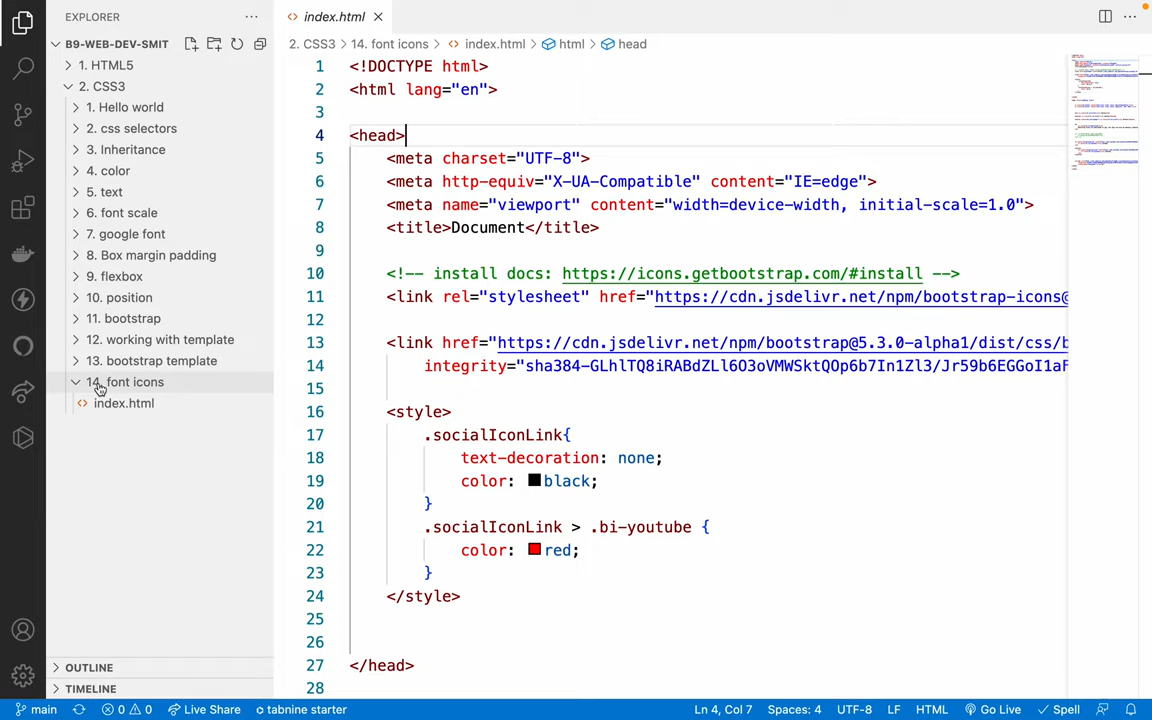 EXPLORER
index.html
B9-WEB-DEV-SMIT
1. HTML5
2. CSS3
1. Hello world
2. css selectors
3. Inheritance
4. color
5. text
6. font scale
7. google font
8. Box margin padding
9. flexbox
10. position
11. bootstrap
12. working with template
13. bootstrap template
14. font icons
index.html
OUTLINE
TIMELINE
2. CSS3 > 14. font icons > index.html > html > head
1 <!DOCTYPE html>
2 <html lang="en">
3
4 <head>
5 <meta charset="UTF-8">
6 <meta http-equiv="X-UA-Compatible" content="IE=edge">
7 <meta name="viewport" content="width=device-width, initial-scale=1.0">
8 <title>Document</title>
9
10 <!-- install docs: https://icons.getbootstrap.com/#install -->
11 <link rel="stylesheet" href="https://cdn.jsdelivr.net/npm/bootstrap-icons@
12
13 <link href="https://cdn.jsdelivr.net/npm/bootstrap@5.3.0-alpha1/dist/css/b
14 integrity="sha384-GLhlTQ8iRABdZLl6O3oVMWSktQOp6b7In1Zl3/Jr59b6EGGoI1aF
15
16 <style>
17 .socialIconLink{
18 text-decoration: none;
19 color: black;
20 }
21 .socialIconLink > .bi-youtube {
22 color: red;
23 }
24 </style>
25
26
27 </head>
28
main 0 0 Live Share tabnine starter Ln 4, Col 7 Spaces: 4 UTF-8 LF HTML Go Live Spell